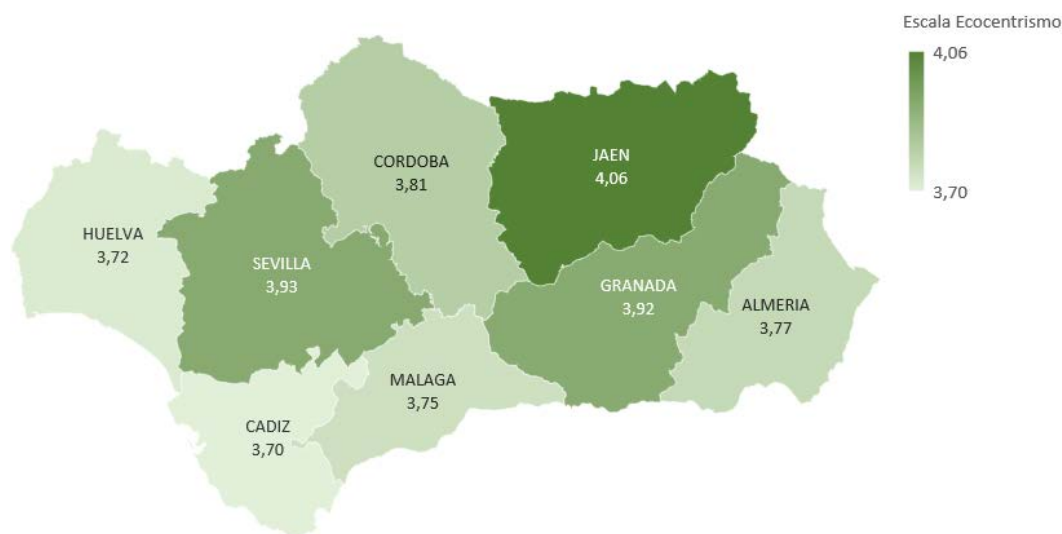 Escala Ecocentrismo
4,06
3,70
JAEN
4,06
CORDOBA
3,81
HUELVA
3,72
SEVILLA
3,93
GRANADA
3,92
ALMERIA
3,77
MALAGA
3,75
CADIZ
3,70